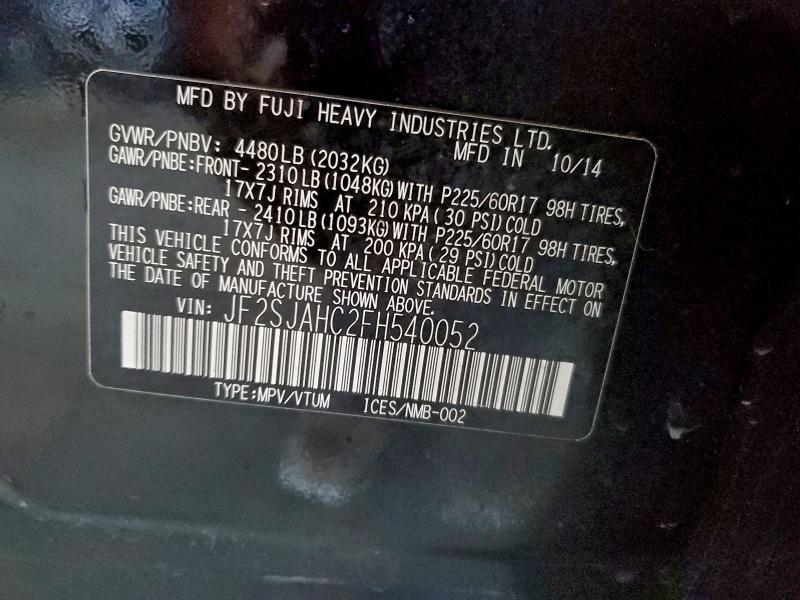 MFD BY FUJI HEAVY INDUSTRIES LTD.
GVWR/PNBV: 4480LB (2032KG) MFD IN 10/14
GAWR/PNBE:FRONT- 2310LB (1048KG) WITH P225/60R17 98H TIRES,
17X7J RIMS AT 210 KPA( 30 PSI)COLD
GAWR/PNBE:REAR - 2410LB (1093KG) WITH P225/60R17 98H TIRES,
17X7J RIMS AT 200 KPA( 29 PSI)COLD
THIS VEHICLE CONFORMS TO ALL APPLICABLE FEDERAL MOTOR
VEHICLE SAFETY AND THEFT PREVENTION STANDARDS IN EFFECT ON
THE DATE OF MANUFACTURE SHOWN ABOVE.
VIN: JF2SJAHC2FH540052
TYPE:MPV/VTUM ICES/NMB-002